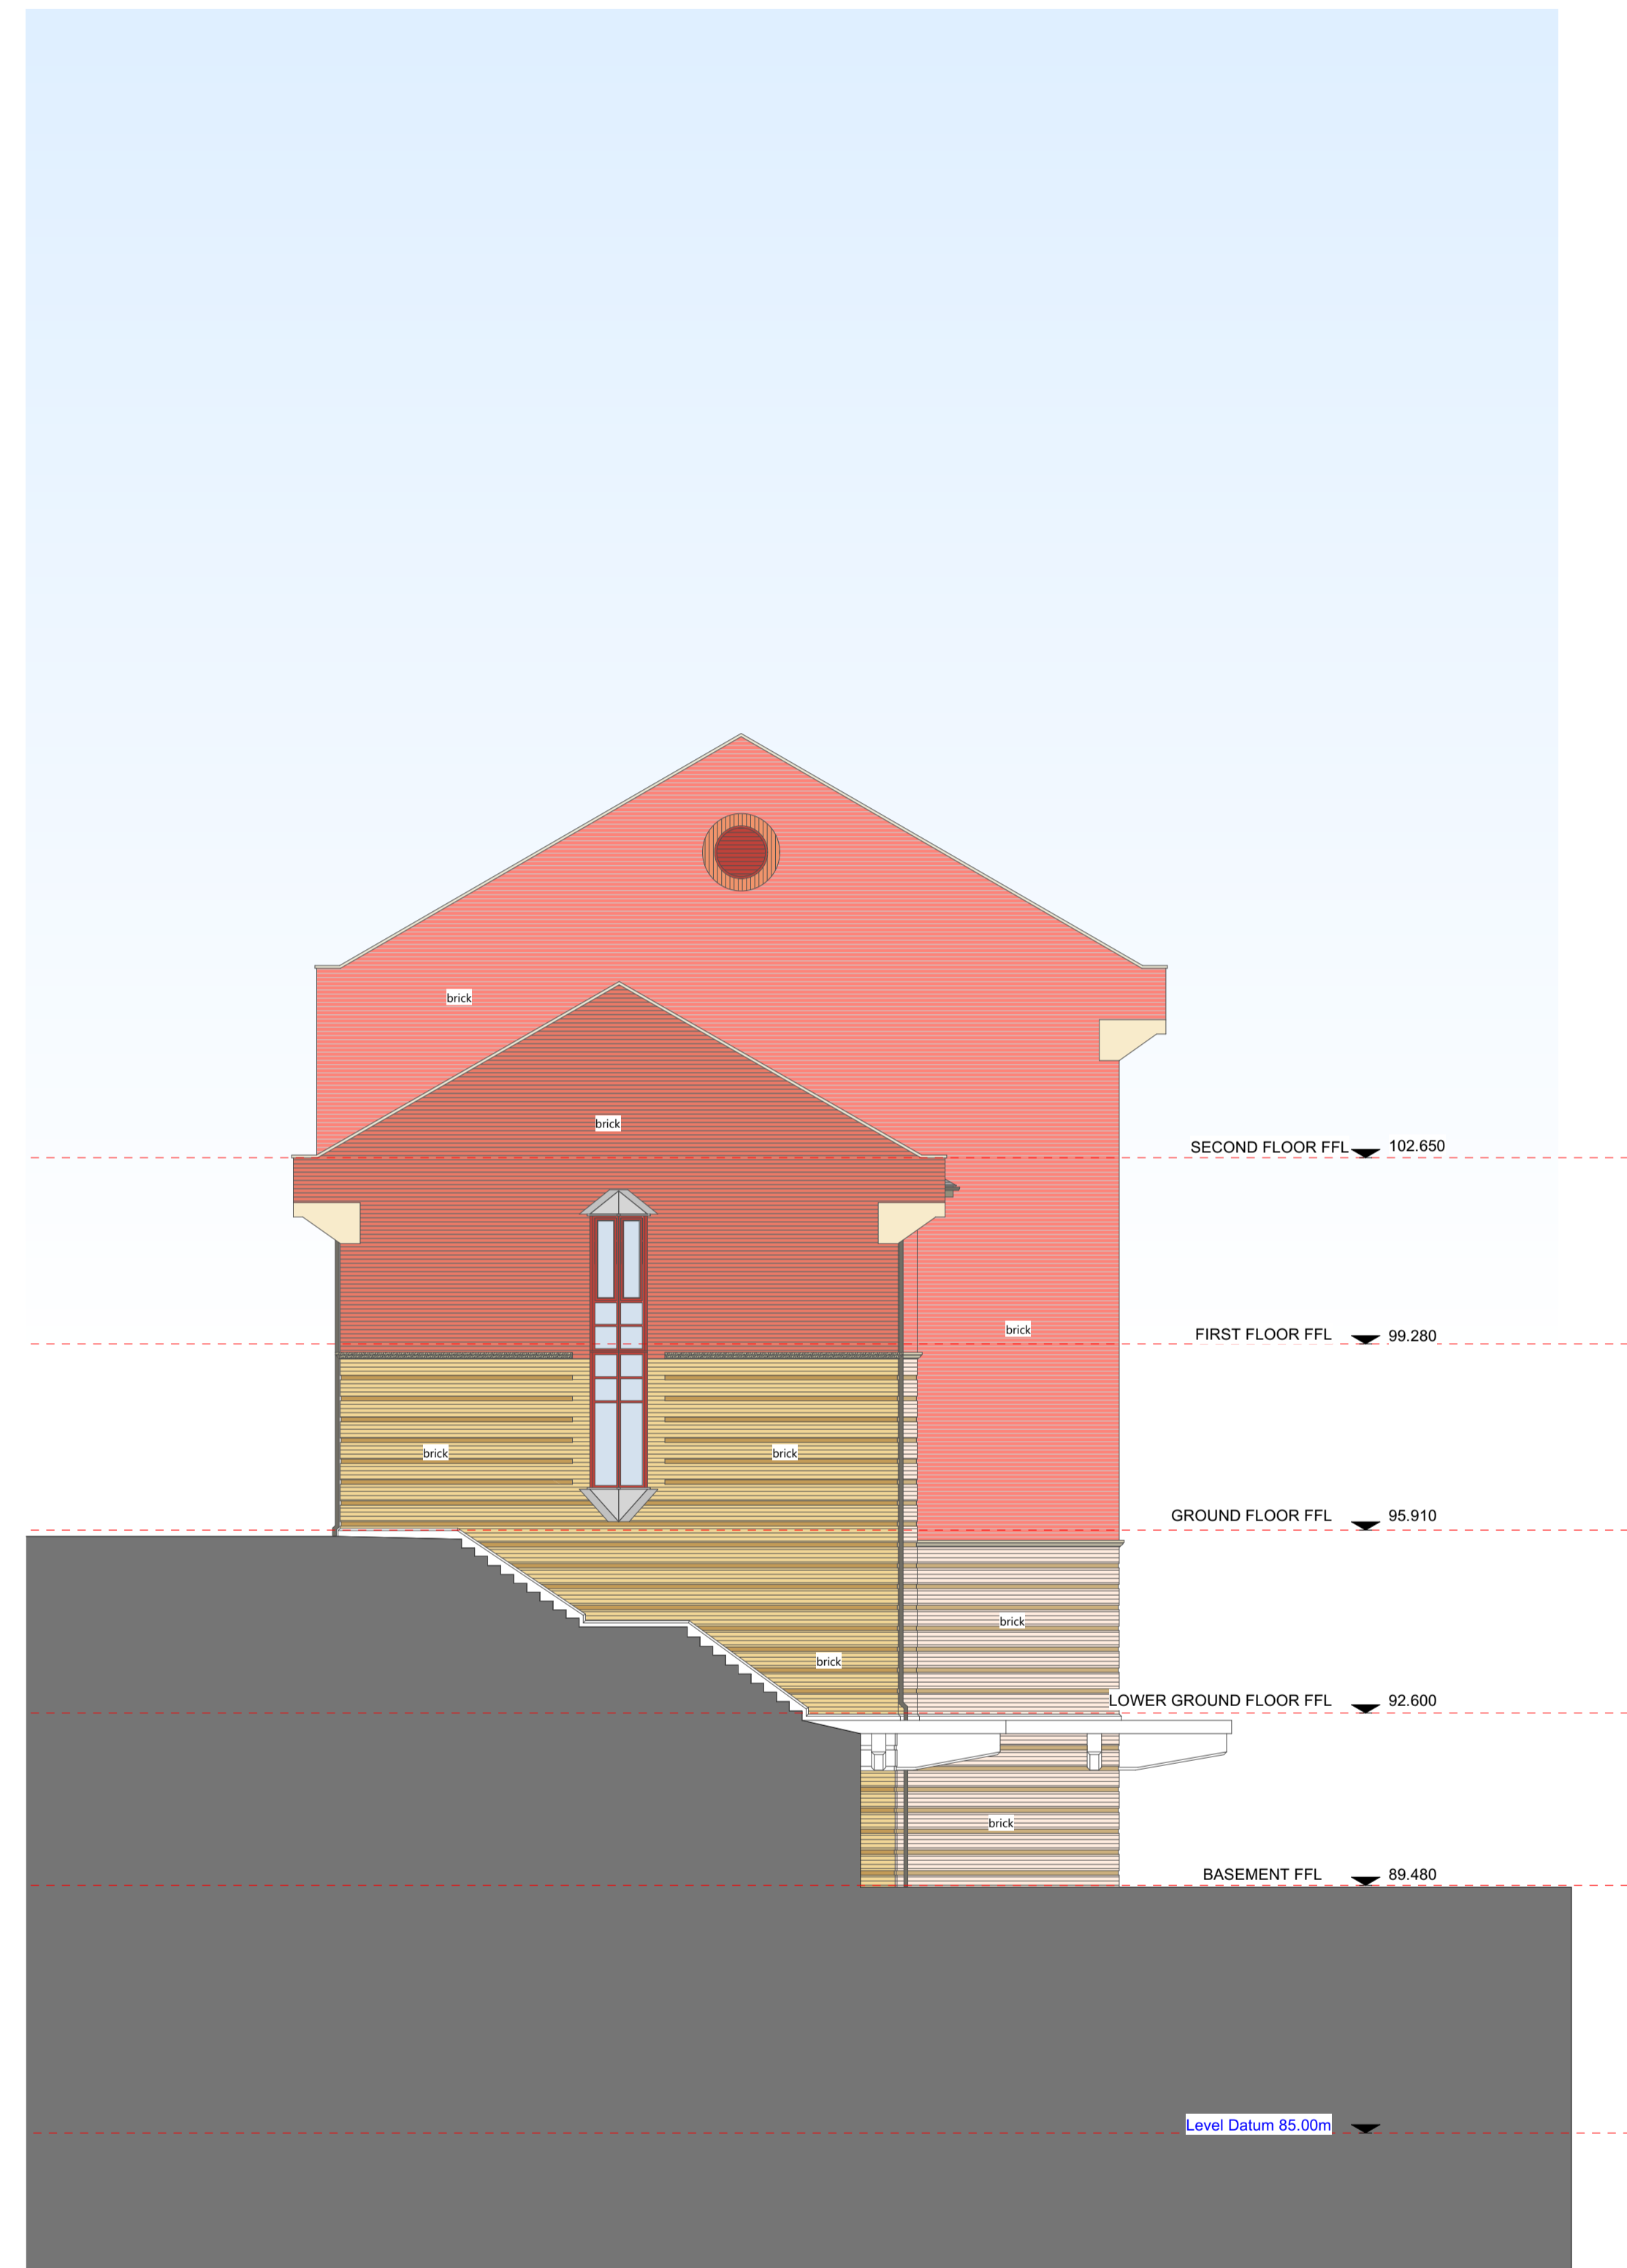 brick
brick
SECOND FLOOR FFL 102.650
brick
FIRST FLOOR FFL 99.280
brick
brick
GROUND FLOOR FFL 95.910
brick
brick
LOWER GROUND FLOOR FFL 92.600
brick
BASEMENT FFL 89.480
Level Datum 85.00m